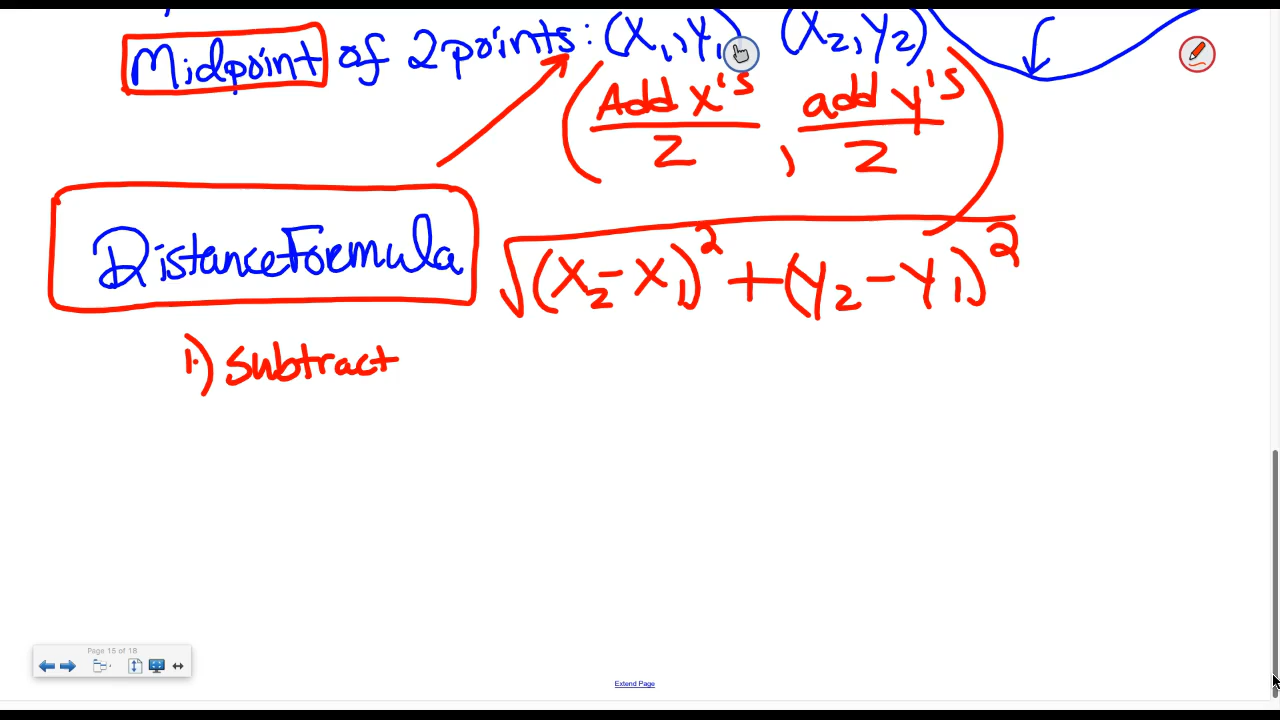 Midpoint of 2 points: (X₁,Y₁) (X₂,Y₂)
(Add x's / 2 , add y's / 2)
Distance Formula √(X₂-X₁)² + (Y₂-Y₁)²
1.) subtract
Page 15 of 18
Extend Page